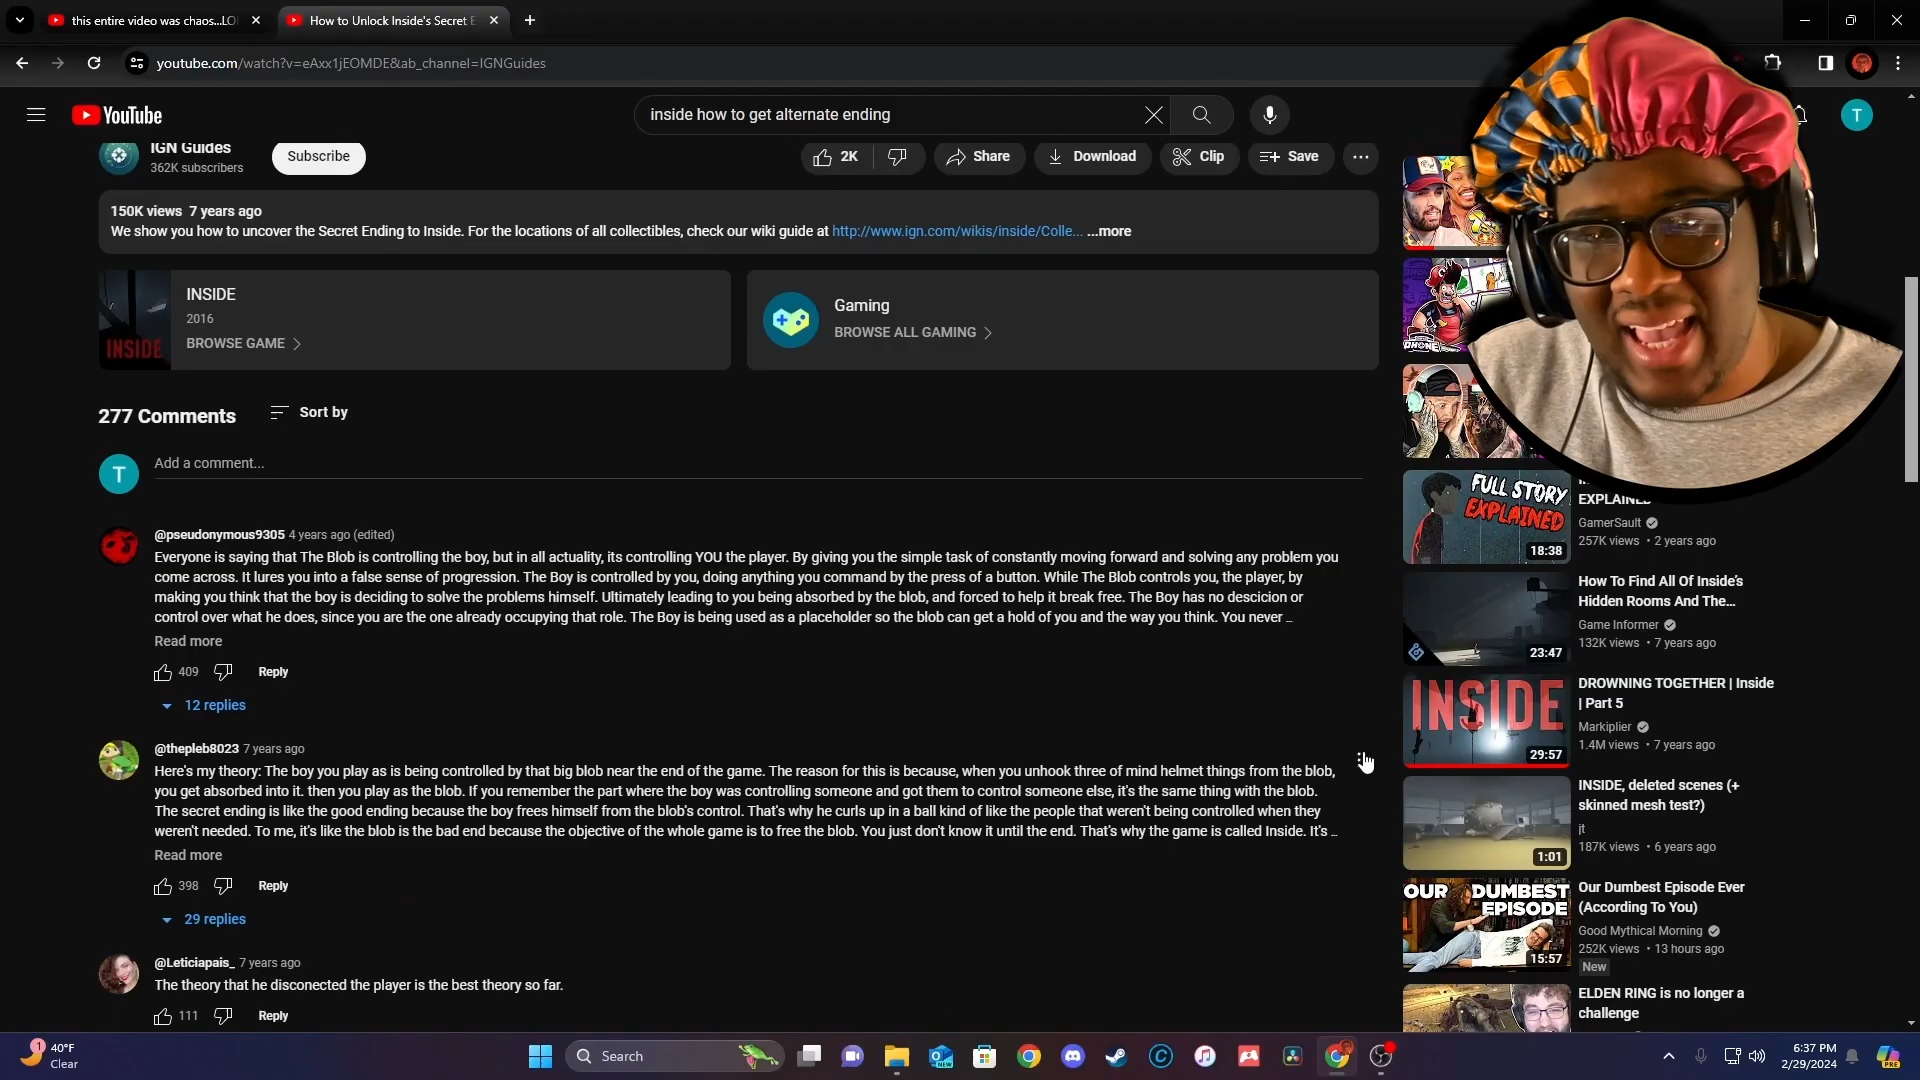 this entire video was chaos...LO
How to Unlock Inside's Secret E
youtube.com/watch?v=eAxx1jEOMDE&ab_channel=IGNGuides
YouTube
inside how to get alternate ending
T
IGN Guides
362K subscribers
Subscribe
2K
Share
Download
Clip
Save
150K views 7 years ago
We show you how to uncover the Secret Ending to Inside. For the locations of all collectibles, check our wiki guide at http://www.ign.com/wikis/inside/Colle... ...more
INSIDE
INSIDE
2016
BROWSE GAME
Gaming
BROWSE ALL GAMING
277 Comments
Sort by
T
Add a comment...
@pseudonymous9305 4 years ago (edited)
Everyone is saying that The Blob is controlling the boy, but in all actuality, its controlling YOU the player. By giving you the simple task of constantly moving forward and solving any problem you
come across. It lures you into a false sense of progression. The Boy is controlled by you, doing anything you command by the press of a button. While The Blob controls you, the player, by
making you think that the boy is deciding to solve the problems himself. Ultimately leading to you being absorbed by the blob, and forced to help it break free. The Boy has no descicion or
control over what he does, since you are the one already occupying that role. The Boy is being used as a placeholder so the blob can get a hold of you and the way you think. You never ...
Read more
409
Reply
12 replies
@thepleb8023 7 years ago
Here's my theory: The boy you play as is being controlled by that big blob near the end of the game. The reason for this is because, when you unhook three of mind helmet things from the blob,
you get absorbed into it. then you play as the blob. If you remember the part where the boy was controlling someone and got them to control someone else, it's the same thing with the blob.
The secret ending is like the good ending because the boy frees himself from the blob's control. That's why he curls up in a ball kind of like the people that weren't being controlled when they
weren't needed. To me, it's like the blob is the bad end because the objective of the whole game is to free the blob. You just don't know it until the end. That's why the game is called Inside. It's ...
Read more
398
Reply
29 replies
@Leticiapais_ 7 years ago
The theory that he disconected the player is the best theory so far.
111
Reply
FULL STORY
EXPLAINED
18:38
EXPLAINED
GamerSault
257K views • 2 years ago
23:47
How To Find All Of Inside's
Hidden Rooms And The...
Game Informer
132K views • 7 years ago
INSIDE
29:57
DROWNING TOGETHER | Inside
| Part 5
Markiplier
1.4M views • 7 years ago
1:01
INSIDE, deleted scenes (+
skinned mesh test?)
jt
187K views • 6 years ago
OUR DUMBEST
EPISODE
15:57
Our Dumbest Episode Ever
(According To You)
Good Mythical Morning
252K views • 13 hours ago
New
ELDEN RING is no longer a
challenge
40°F
Clear
Search
NEW
6:37 PM
2/29/2024
PRE